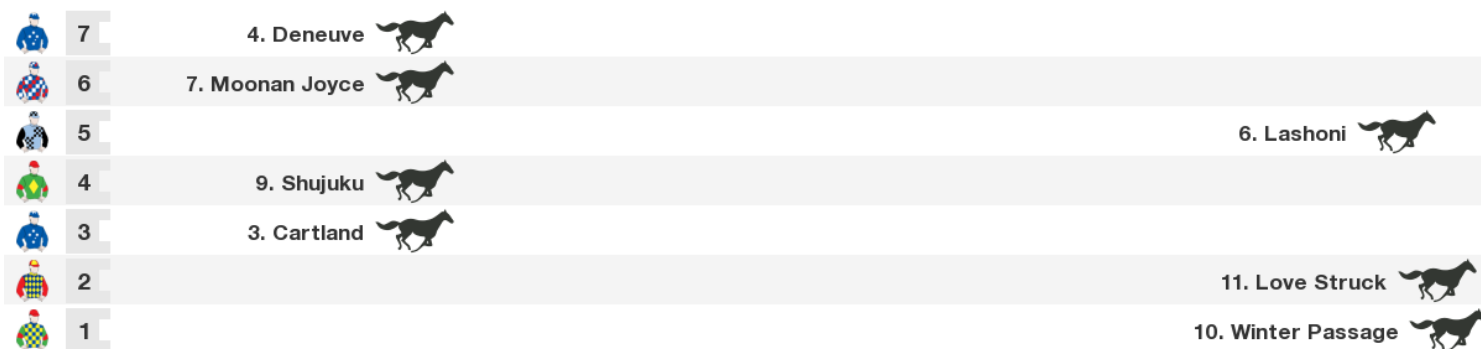 7 4. Deneuve
6 7. Moonan Joyce
5 6. Lashoni
4 9. Shujuku
3 3. Cartland
2 11. Love Struck
1 10. Winter Passage